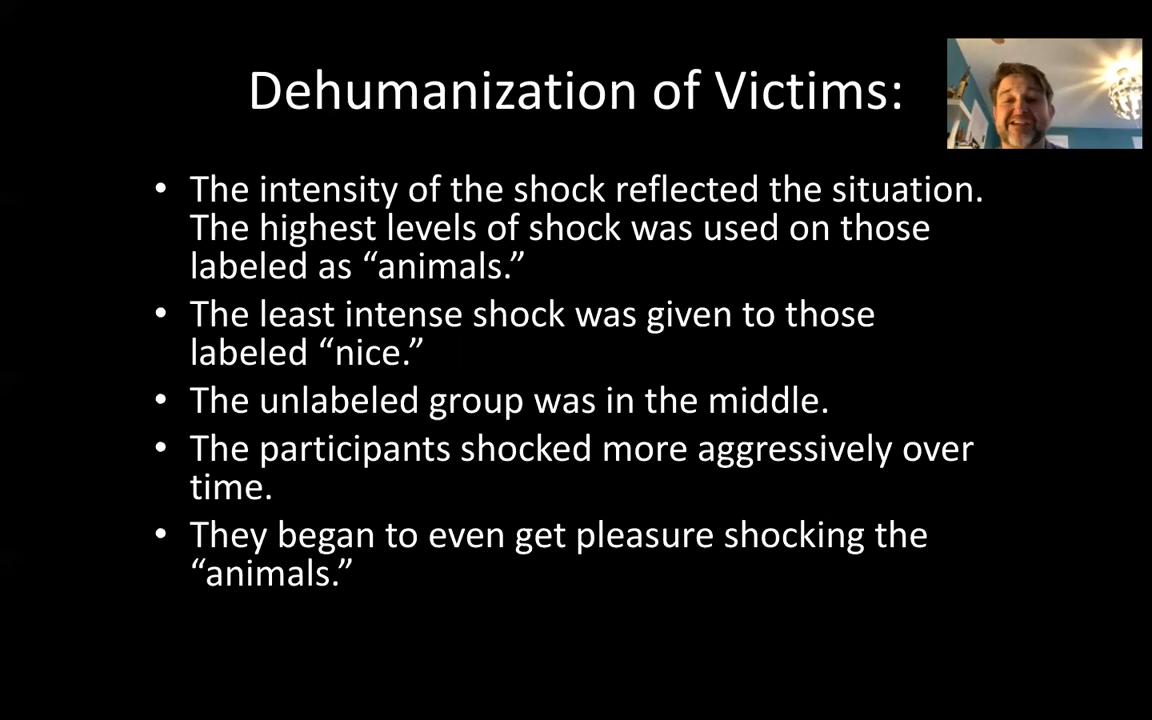 Dehumanization of Victims:
• The intensity of the shock reflected the situation.
The highest levels of shock was used on those
labeled as “animals.”
• The least intense shock was given to those
labeled “nice.”
• The unlabeled group was in the middle.
• The participants shocked more aggressively over
time.
• They began to even get pleasure shocking the
“animals.”